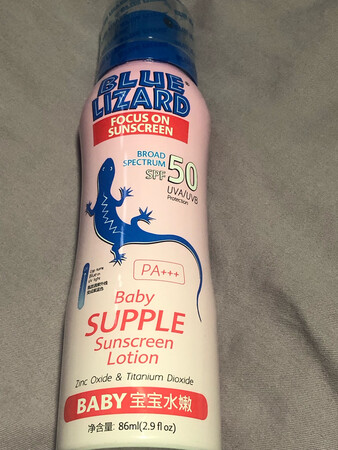 BLUE
LIZARD
FOCUS ON
SUNSCREEN
BROAD
SPECTRUM
SPF 50
UVA/UVB
Protection
PA+++
Baby
SUPPLE
Sunscreen
Lotion
Zinc Oxide & Titanium Dioxide
BABY 宝宝水嫩
净含量: 86ml(2.9 fl oz)